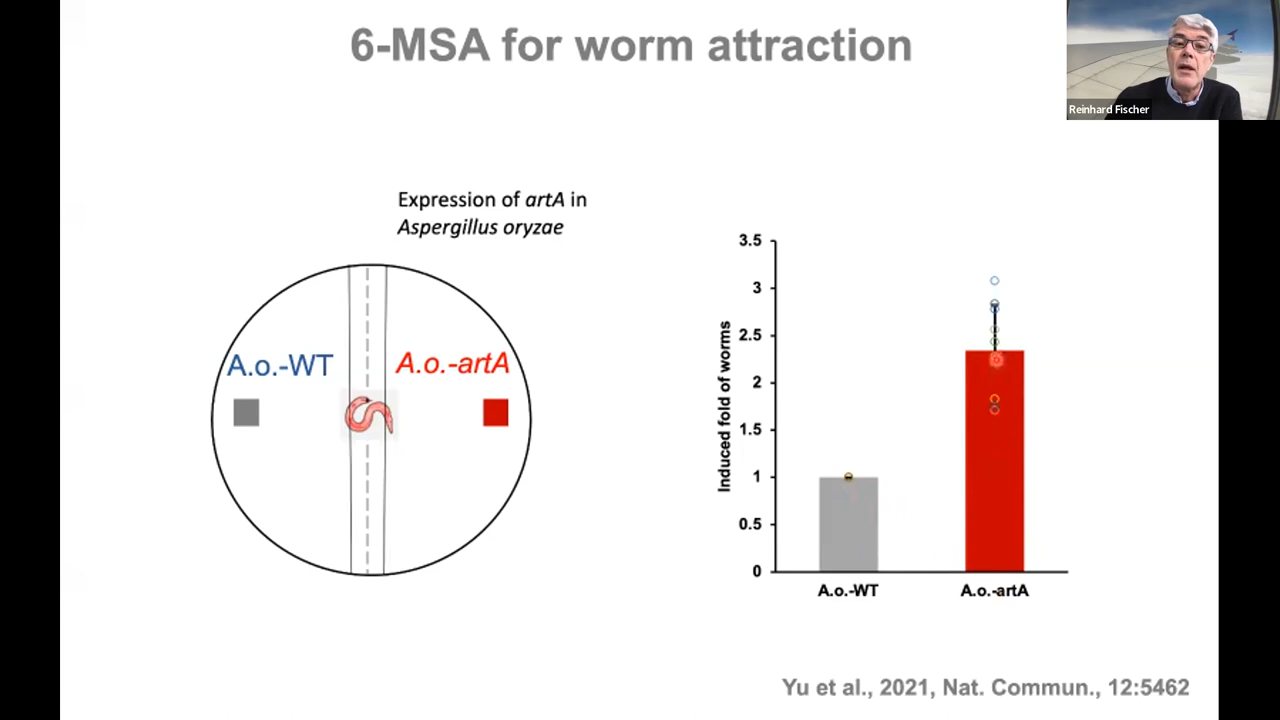 6-MSA for worm attraction
Reinhard Fischer
Expression of artA in
Aspergillus oryzae
A.o.-WT
A.o.-artA
Induced fold of worms
3.5
3
2.5
2
1.5
1
0.5
0
A.o.-WT
A.o.-artA
Yu et al., 2021, Nat. Commun., 12:5462